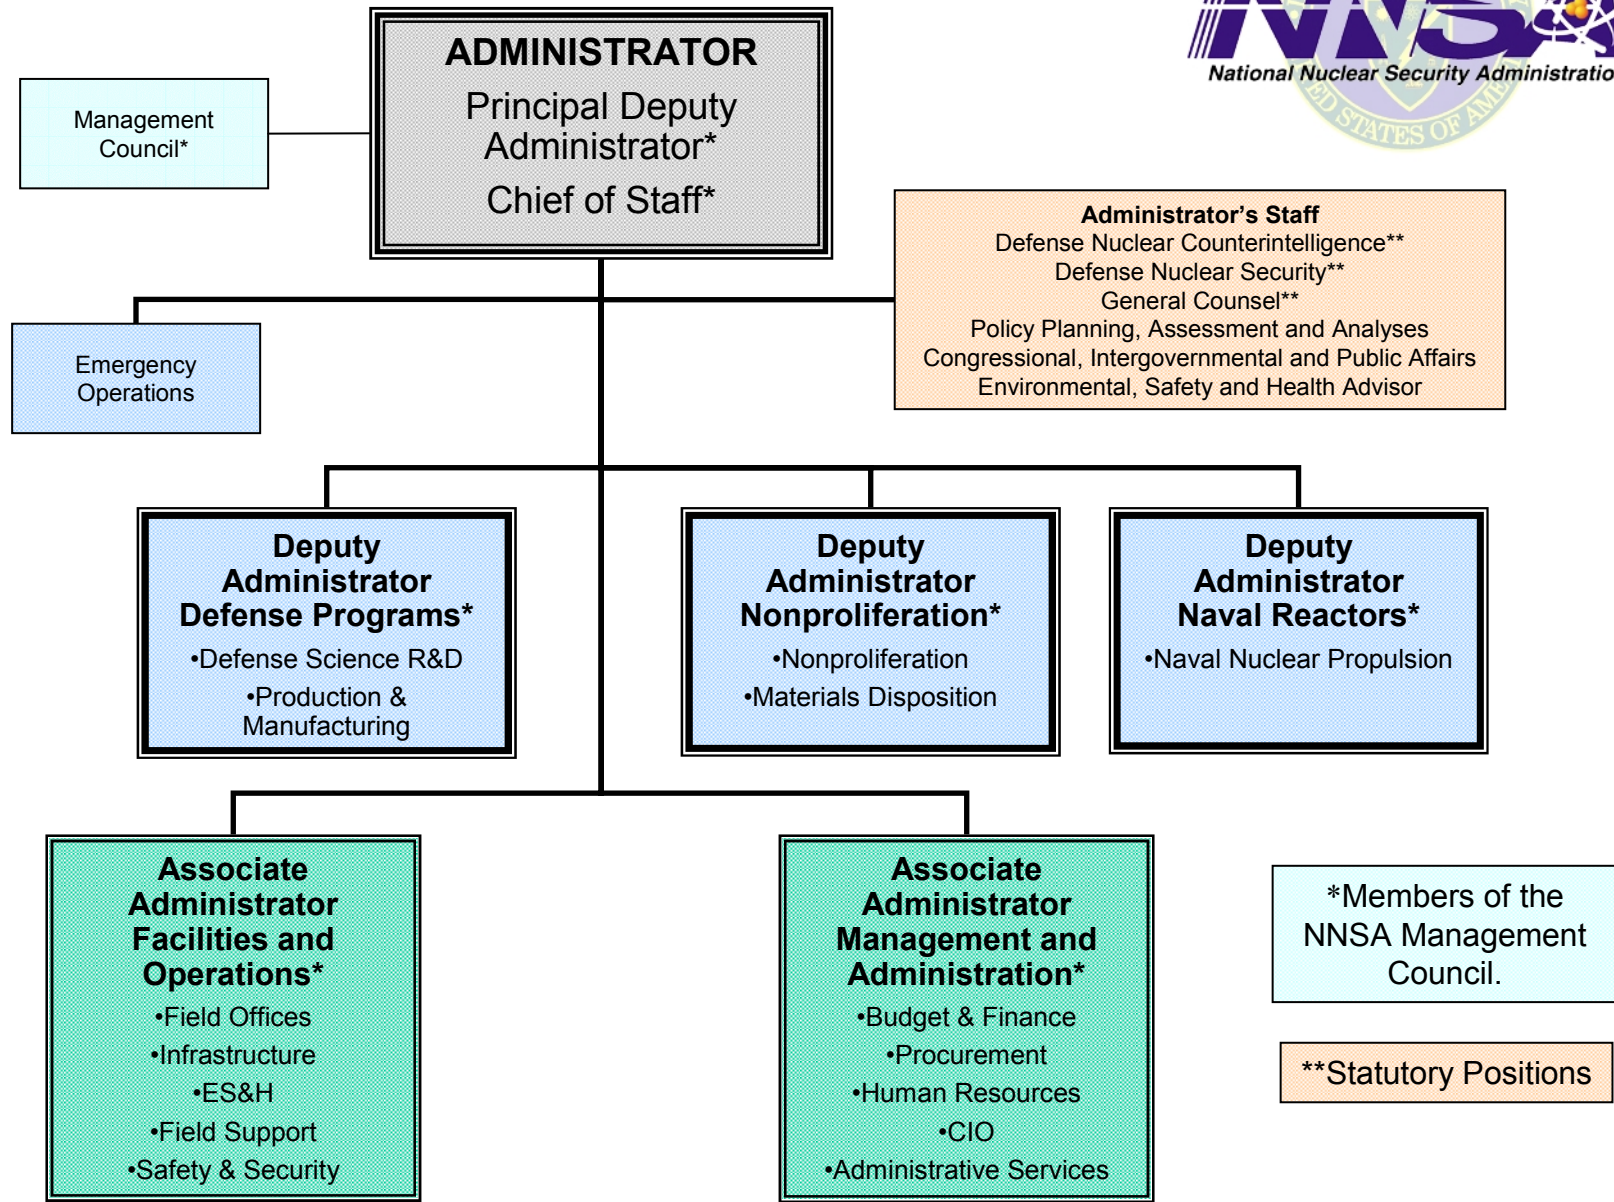 NNSA
National Nuclear Security Administratio
STATES OF AME
ADMINISTRATOR
Principal Deputy
Administrator*
Chief of Staff*
Management
Council*
Administrator’s Staff
Defense Nuclear Counterintelligence**
Defense Nuclear Security**
General Counsel**
Policy Planning, Assessment and Analyses
Congressional, Intergovernmental and Public Affairs
Environmental, Safety and Health Advisor
Emergency
Operations
Deputy
Administrator
Defense Programs*
•Defense Science R&D
•Production &
Manufacturing
Deputy
Administrator
Nonproliferation*
•Nonproliferation
•Materials Disposition
Deputy
Administrator
Naval Reactors*
•Naval Nuclear Propulsion
Associate
Administrator
Facilities and
Operations*
•Field Offices
•Infrastructure
•ES&H
•Field Support
•Safety & Security
Associate
Administrator
Management and
Administration*
•Budget & Finance
•Procurement
•Human Resources
•CIO
•Administrative Services
*Members of the
NNSA Management
Council.
**Statutory Positions